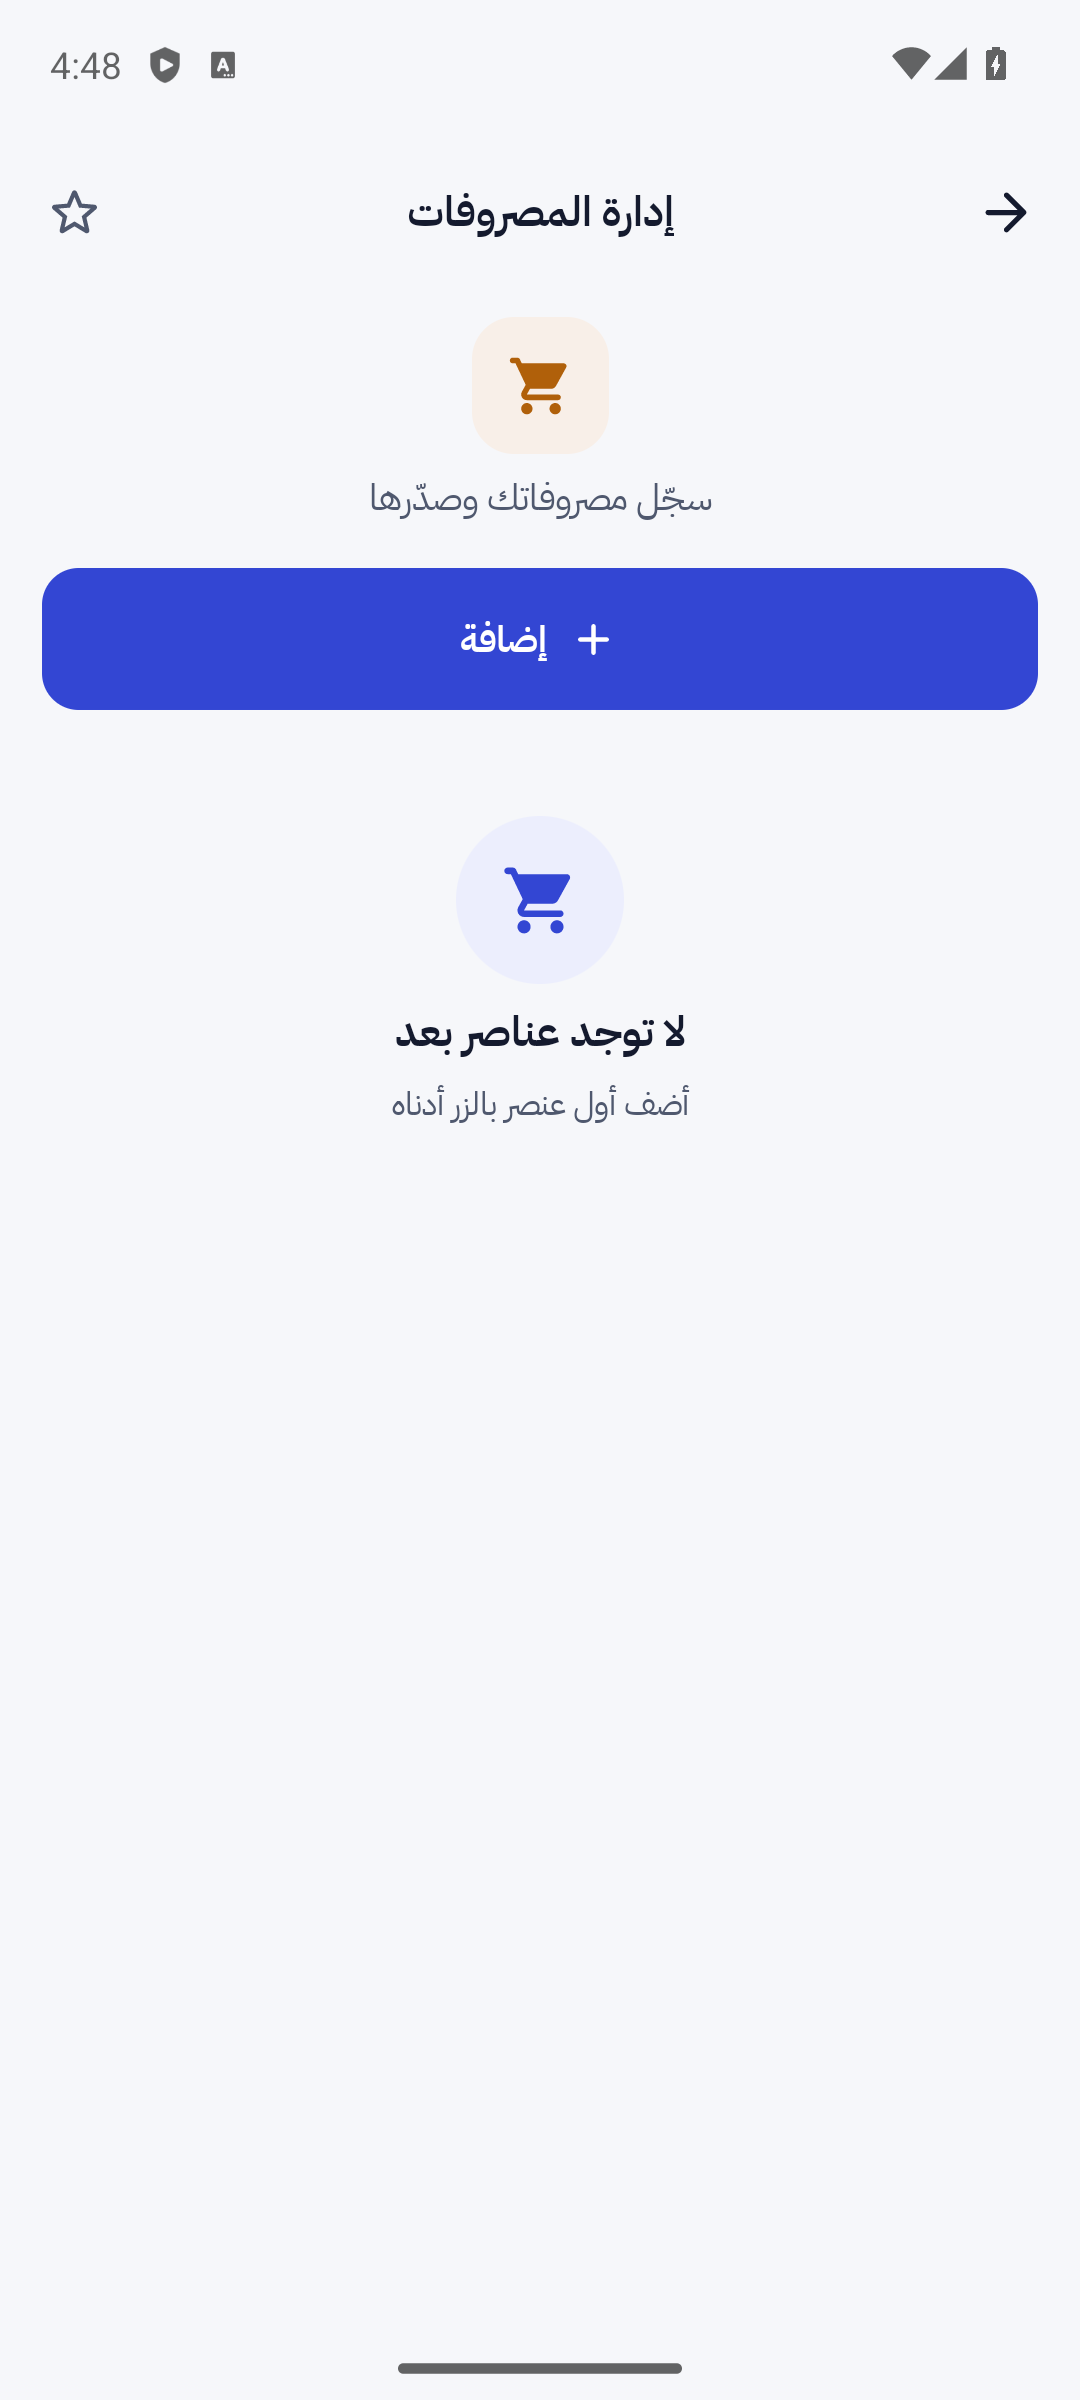 4:48
إدارة المصروفات
سجّل مصروفاتك وصدّرها
إضافة
لا توجد عناصر بعد
أضف أول عنصر بالزر أدناه